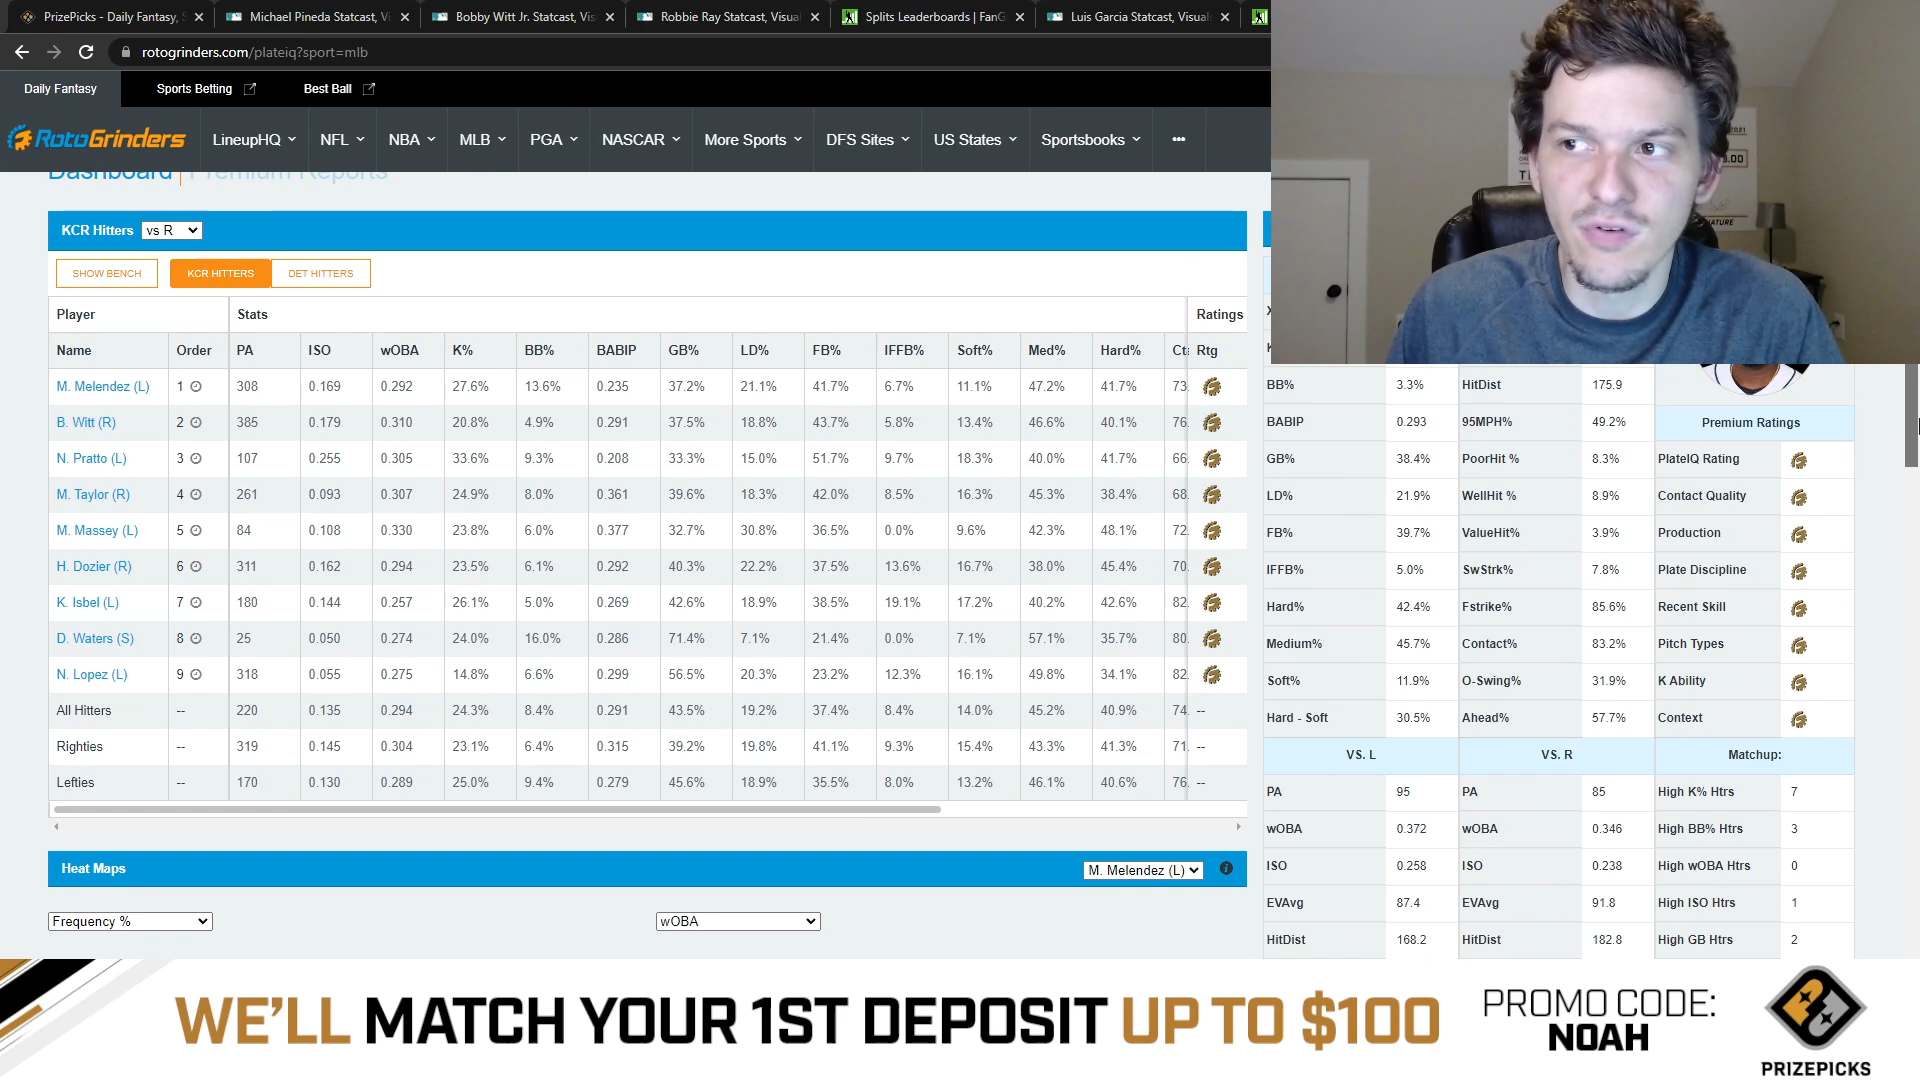 PrizePicks - Daily Fantasy, S
Michael Pineda Statcast, Vi
Bobby Witt Jr. Statcast, Vis
Robbie Ray Statcast, Visual
Splits Leaderboards | FanG
Luis Garcia Statcast, Visual
rotogrinders.com/plateiq?sport=mlb
Daily Fantasy Sports Betting Best Ball
RotoGrinders LineupHQ NFL NBA MLB PGA NASCAR More Sports DFS Sites US States Sportsbooks •••
Dashboard | Premium Reports
KCR Hitters vs R
SHOW BENCH KCR HITTERS DET HITTERS
Player Stats Ratings
Name Order PA ISO wOBA K% BB% BABIP GB% LD% FB% IFFB% Soft% Med% Hard% Rtg
M. Melendez (L) 1 308 0.169 0.292 27.6% 13.6% 0.235 37.2% 21.1% 41.7% 6.7% 11.1% 47.2% 41.7% 73.
B. Witt (R) 2 385 0.179 0.310 20.8% 4.9% 0.291 37.5% 18.8% 43.7% 5.8% 13.4% 46.6% 40.1% 76.
N. Pratto (L) 3 107 0.255 0.305 33.6% 9.3% 0.208 33.3% 15.0% 51.7% 9.7% 18.3% 40.0% 41.7% 66.
M. Taylor (R) 4 261 0.093 0.307 24.9% 8.0% 0.361 39.6% 18.3% 42.0% 8.5% 16.3% 45.3% 38.4% 68.
M. Massey (L) 5 84 0.108 0.330 23.8% 6.0% 0.377 32.7% 30.8% 36.5% 0.0% 9.6% 42.3% 48.1% 72.
H. Dozier (R) 6 311 0.162 0.294 23.5% 6.1% 0.292 40.3% 22.2% 37.5% 13.6% 16.7% 38.0% 45.4% 70.
K. Isbel (L) 7 180 0.144 0.257 26.1% 5.0% 0.269 42.6% 18.9% 38.5% 19.1% 17.2% 40.2% 42.6% 82.
D. Waters (S) 8 25 0.050 0.274 24.0% 16.0% 0.286 71.4% 7.1% 21.4% 0.0% 7.1% 57.1% 35.7% 80.
N. Lopez (L) 9 318 0.055 0.275 14.8% 6.6% 0.299 56.5% 20.3% 23.2% 12.3% 16.1% 49.8% 34.1% 82.
All Hitters -- 220 0.135 0.294 24.3% 8.4% 0.291 43.5% 19.2% 37.4% 8.4% 14.0% 45.2% 40.9% 74. --
Righties -- 319 0.145 0.304 23.1% 6.4% 0.315 39.2% 19.8% 41.1% 9.3% 15.4% 43.3% 41.3% 71. --
Lefties -- 170 0.130 0.289 25.0% 9.4% 0.279 45.6% 18.9% 35.5% 8.0% 13.2% 46.1% 40.6% 76. --
Heat Maps M. Melendez (L)
Frequency % wOBA
BB% 3.3% HitDist 175.9
BABIP 0.293 95MPH% 49.2% Premium Ratings
GB% 38.4% PoorHit % 8.3% PlateIQ Rating
LD% 21.9% WellHit % 8.9% Contact Quality
FB% 39.7% ValueHit% 3.9% Production
IFFB% 5.0% SwStrk% 7.8% Plate Discipline
Hard% 42.4% Fstrike% 85.6% Recent Skill
Medium% 45.7% Contact% 83.2% Pitch Types
Soft% 11.9% O-Swing% 31.9% K Ability
Hard - Soft 30.5% Ahead% 57.7% Context
VS. L VS. R Matchup:
PA 95 PA 85 High K% Htrs 7
wOBA 0.372 wOBA 0.346 High BB% Htrs 3
ISO 0.258 ISO 0.238 High wOBA Htrs 0
EVAvg 87.4 EVAvg 91.8 High ISO Htrs 1
HitDist 168.2 HitDist 182.8 High GB Htrs 2
WE'LL MATCH YOUR 1ST DEPOSIT UP TO $100
PROMO CODE:
NOAH
PRIZEPICKS